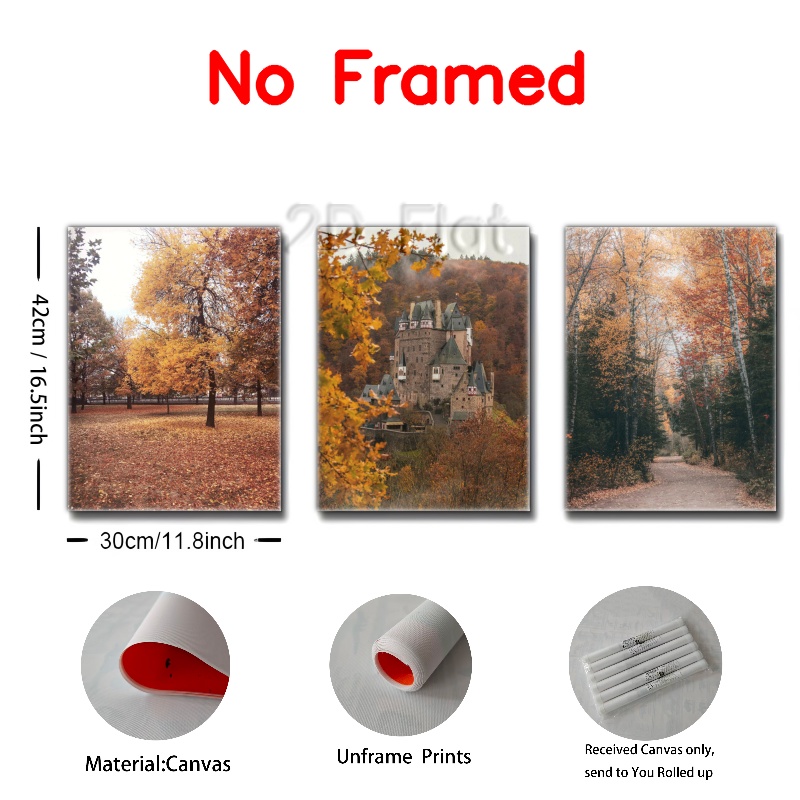 No Framed
2D Flat
42cm / 16.5inch
30cm/11.8inch
Material:Canvas
Unframe Prints
Received Canvas only,
send to You Rolled up